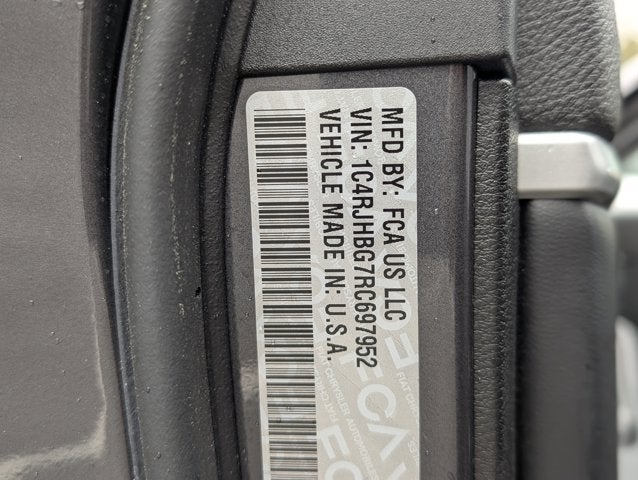 MFD BY: FCA US LLC
VIN: 1C4RJHBG7RC697952
VEHICLE MADE IN: U.S.A.